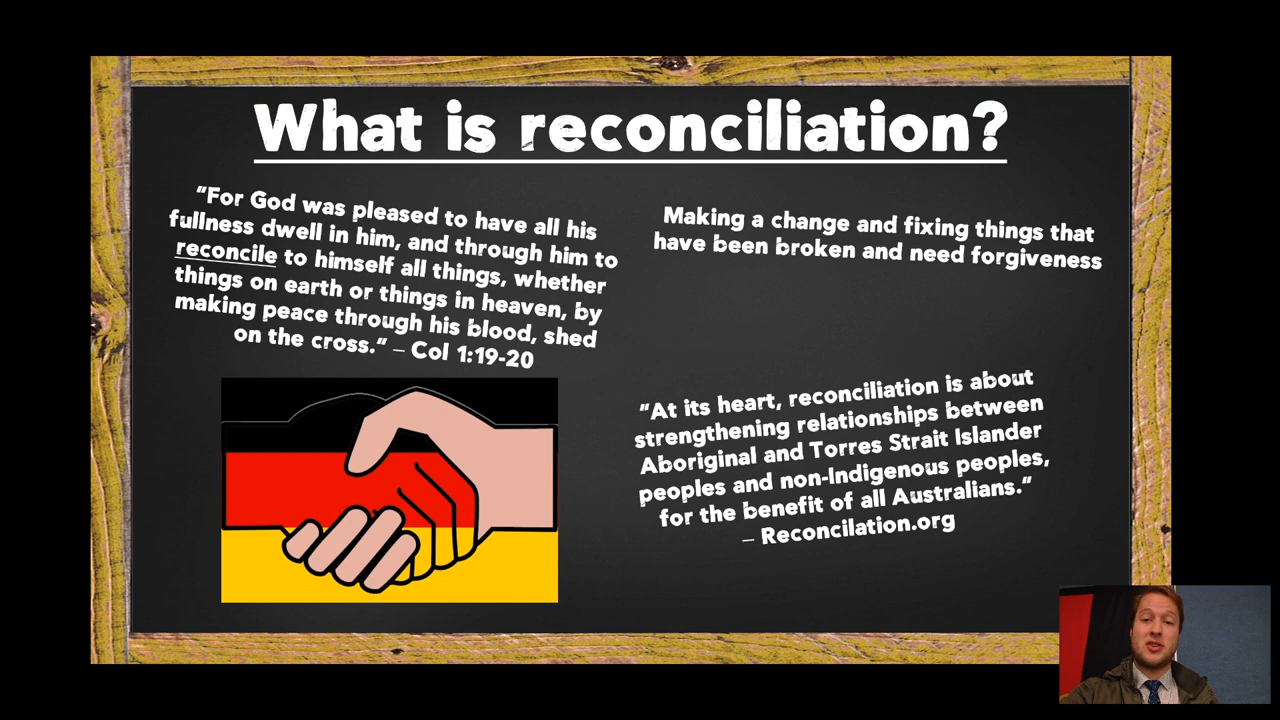 What is reconciliation?
“For God was pleased to have all his
fullness dwell in him, and through him to
reconcile to himself all things, whether
things on earth or things in heaven, by
making peace through his blood, shed
on the cross.” – Col 1:19-20
Making a change and fixing things that
have been broken and need forgiveness
“At its heart, reconciliation is about
strengthening relationships between
Aboriginal and Torres Strait Islander
peoples and non-Indigenous peoples,
for the benefit of all Australians.”
– Reconcilation.org